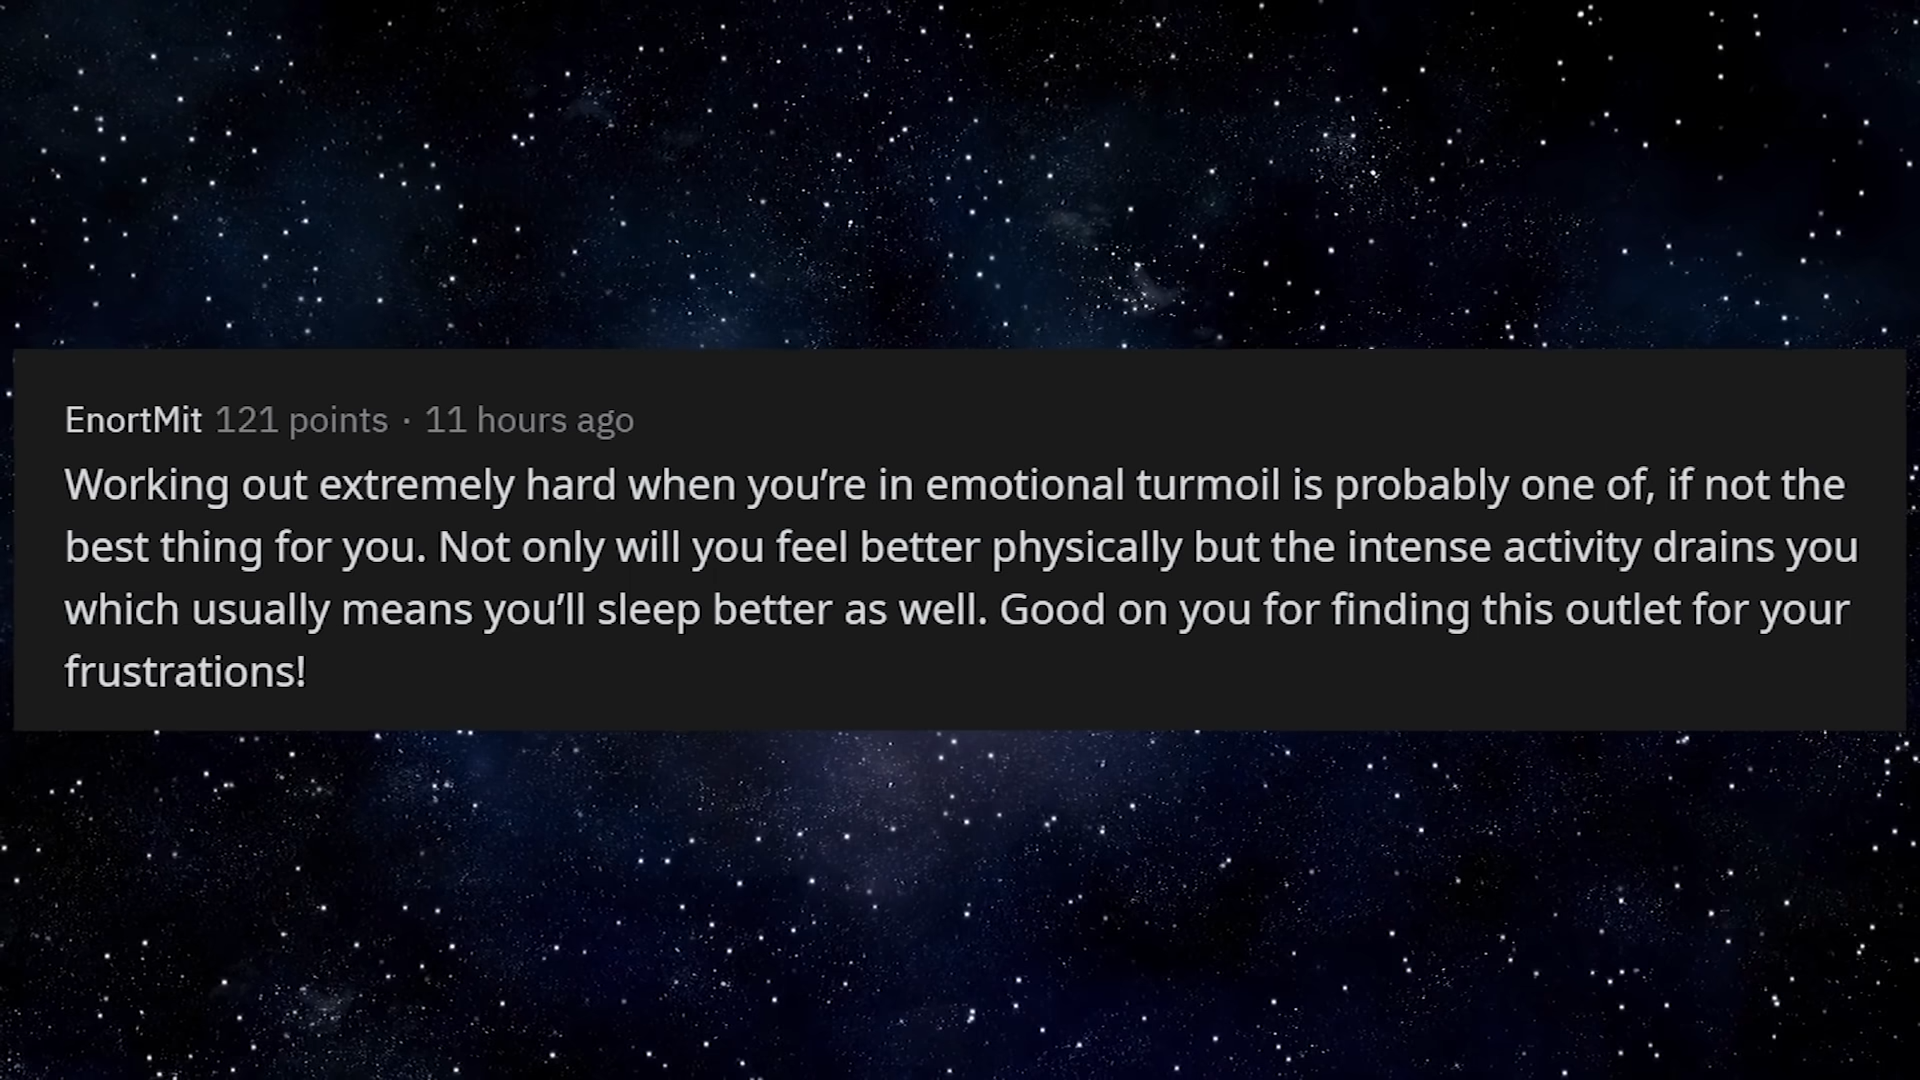 EnortMit 121 points · 11 hours ago
Working out extremely hard when you’re in emotional turmoil is probably one of, if not the
best thing for you. Not only will you feel better physically but the intense activity drains you
which usually means you’ll sleep better as well. Good on you for finding this outlet for your
frustrations!